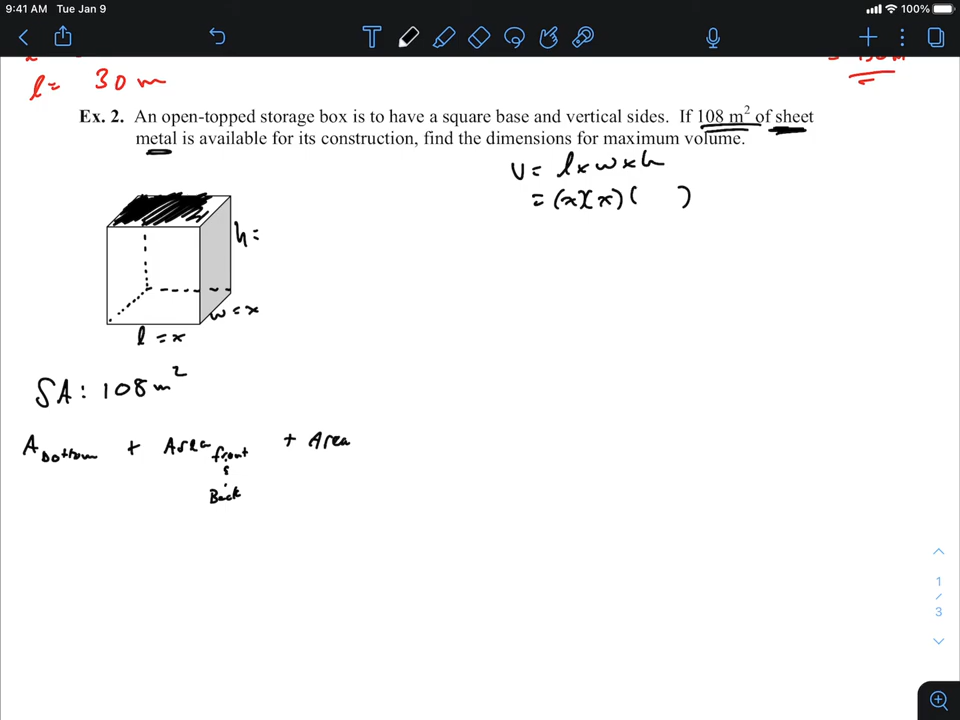 9:41 AM Tue Jan 9
100%
T
l = 30 m
Ex. 2. An open-topped storage box is to have a square base and vertical sides. If 108 m² of sheet
metal is available for its construction, find the dimensions for maximum volume.
V = l × w × h
= (x)(x)( )
h =
w = x
l = x
SA : 108 m²
A bottom + Area front + Area
&
Back
1
/
3